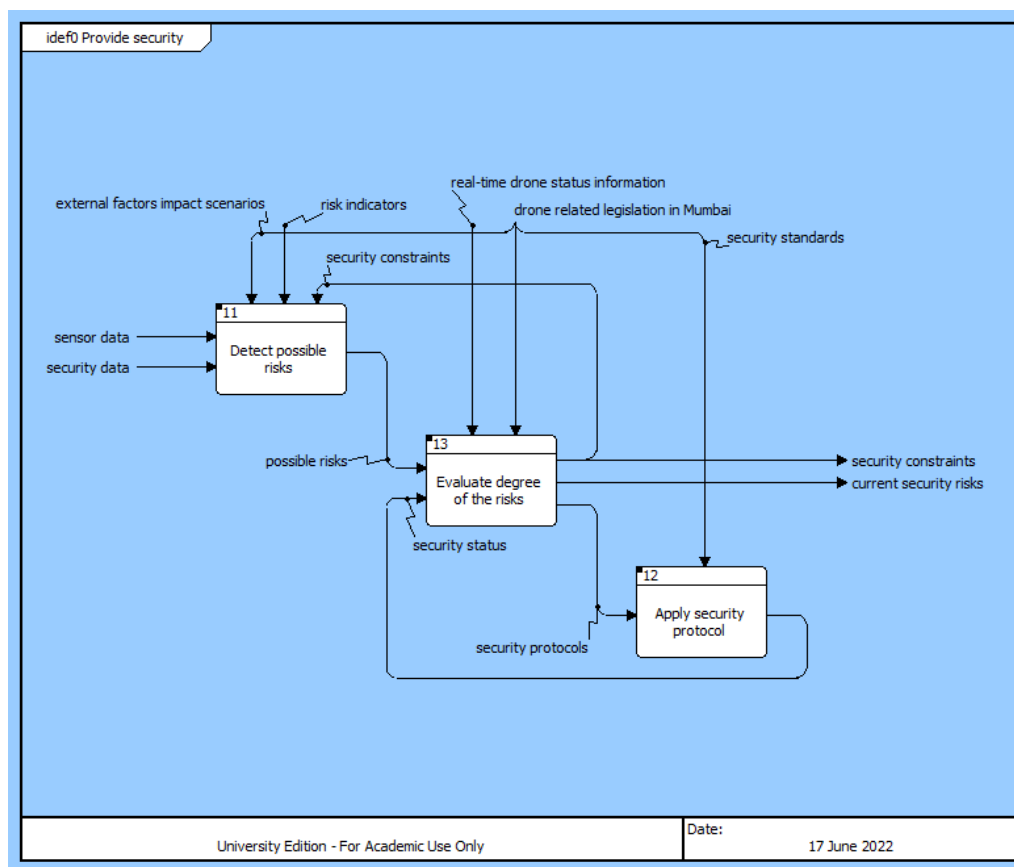 idef0 Provide security
real-time drone status information
external factors impact scenarios
risk indicators
drone related legislation in Mumbai
security standards
security constraints
11
sensor data
Detect possible
risks
security data
13
possible risks
Evaluate degree
of the risks
security constraints
current security risks
security status
12
Apply security
protocol
security protocols
University Edition - For Academic Use Only
Date:
17 June 2022